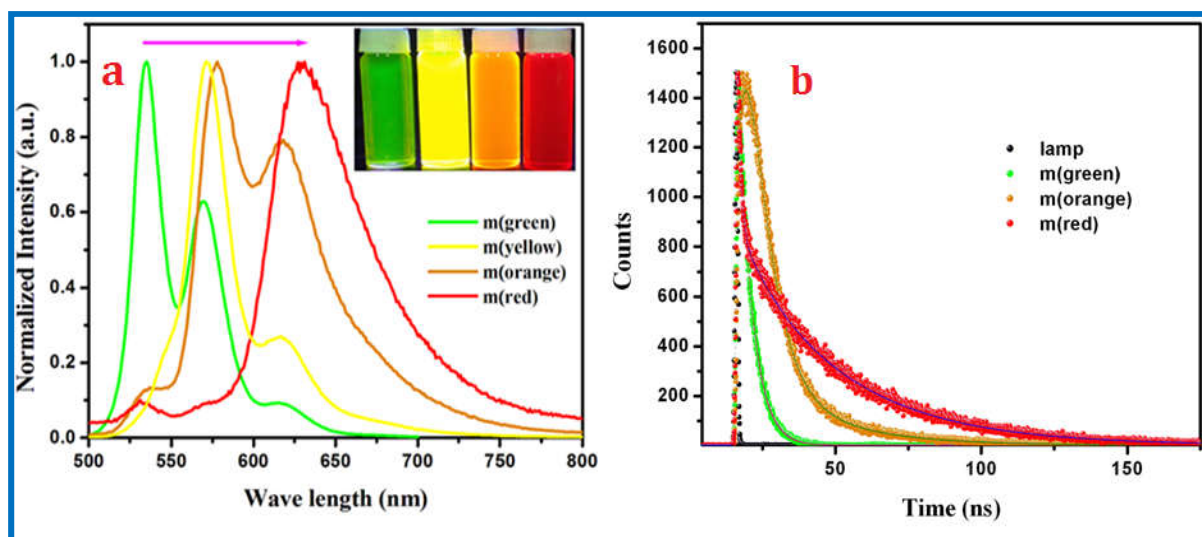 a
1.0
0.8
0.6
0.4
0.2
0.0
Normalized Intensity (a.u.)
m(green)
m(yellow)
m(orange)
m(red)
500 550 600 650 700 750 800
Wave length (nm)
b
1600
1400
1200
1000
800
600
400
200
Counts
lamp
m(green)
m(orange)
m(red)
50 100 150
Time (ns)